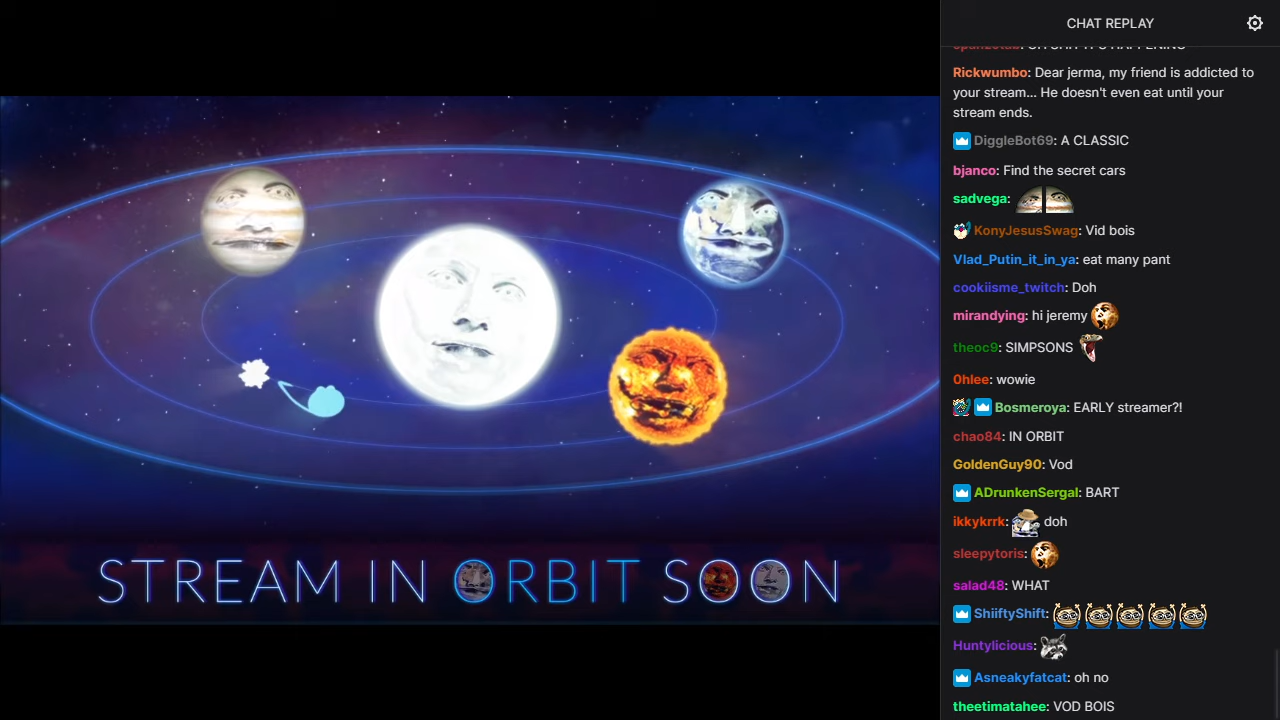 STREAM IN ORBIT SOON
CHAT REPLAY
Rickwumbo: Dear jerma, my friend is addicted to
your stream... He doesn't even eat until your
stream ends.
DiggleBot69: A CLASSIC
bjanco: Find the secret cars
sadvega:
KonyJesusSwag: Vid bois
Vlad_Putin_it_in_ya: eat many pant
cookiisme_twitch: Doh
mirandying: hi jeremy
theoc9: SIMPSONS
0hlee: wowie
Bosmeroya: EARLY streamer?!
chao84: IN ORBIT
GoldenGuy90: Vod
ADrunkenSergal: BART
ikkykrrk: doh
sleepytoris:
salad48: WHAT
ShiiftyShift:
Huntylicious:
Asneakyfatcat: oh no
theetimatahee: VOD BOIS